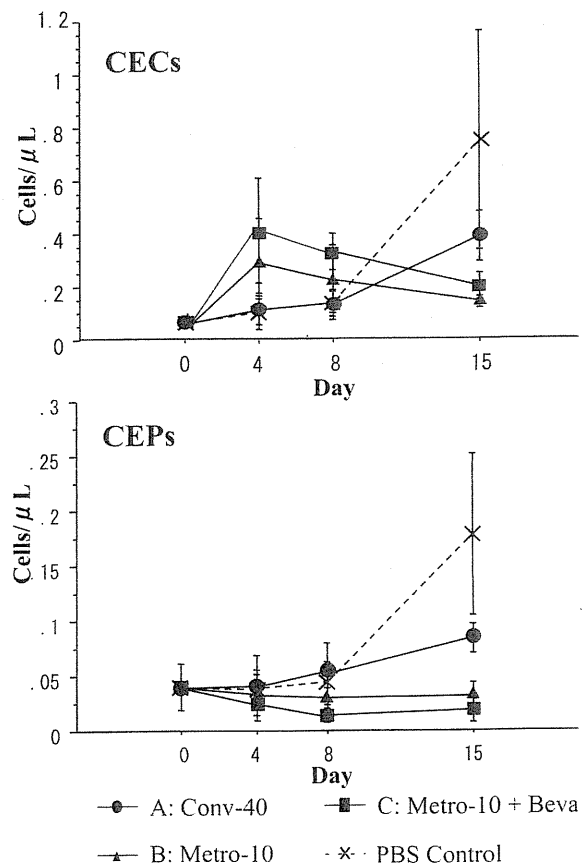 1.2
CECs
1
.8
.6
.4
.2
0
Cells/μL
0 4 8 15
Day
.3
CEPs
.25
.2
.15
.1
.05
0
Cells/μL
0 4 8 15
Day
A: Conv-40
C: Metro-10 + Beva
B: Metro-10
PBS Control